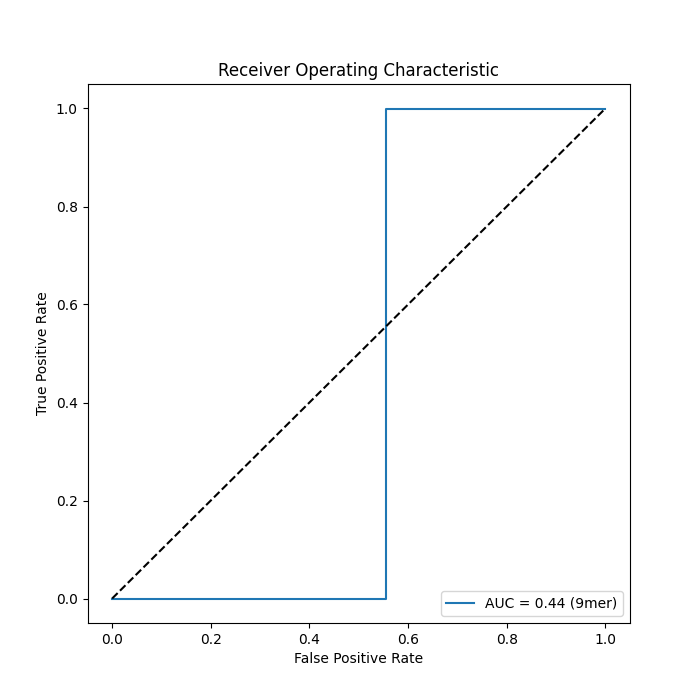 Receiver Operating Characteristic
True Positive Rate
1.0
0.8
0.6
0.4
0.2
0.0
AUC = 0.44 (9mer)
0.0 0.2 0.4 0.6 0.8 1.0
False Positive Rate